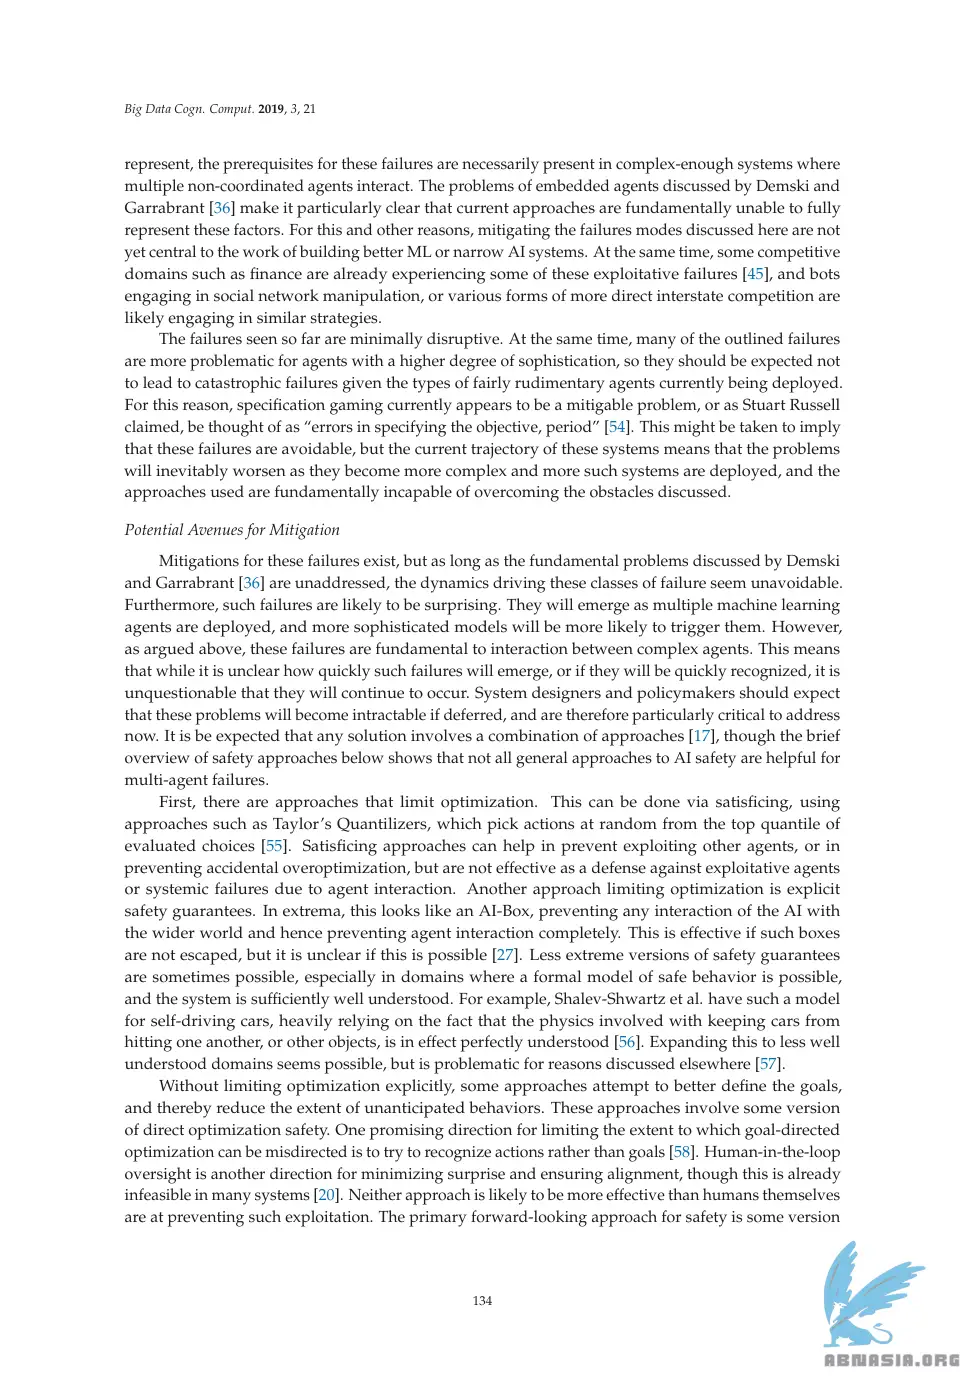 Big Data Cogn. Comput. 2019, 3, 21
represent, the prerequisites for these failures are necessarily present in complex-enough systems where
multiple non-coordinated agents interact. The problems of embedded agents discussed by Demski and
Garrabrant [36] make it particularly clear that current approaches are fundamentally unable to fully
represent these factors. For this and other reasons, mitigating the failures modes discussed here are not
yet central to the work of building better ML or narrow AI systems. At the same time, some competitive
domains such as finance are already experiencing some of these exploitative failures [45], and bots
engaging in social network manipulation, or various forms of more direct interstate competition are
likely engaging in similar strategies.
The failures seen so far are minimally disruptive. At the same time, many of the outlined failures
are more problematic for agents with a higher degree of sophistication, so they should be expected not
to lead to catastrophic failures given the types of fairly rudimentary agents currently being deployed.
For this reason, specification gaming currently appears to be a mitigable problem, or as Stuart Russell
claimed, be thought of as “errors in specifying the objective, period” [54]. This might be taken to imply
that these failures are avoidable, but the current trajectory of these systems means that the problems
will inevitably worsen as they become more complex and more such systems are deployed, and the
approaches used are fundamentally incapable of overcoming the obstacles discussed.
Potential Avenues for Mitigation
Mitigations for these failures exist, but as long as the fundamental problems discussed by Demski
and Garrabrant [36] are unaddressed, the dynamics driving these classes of failure seem unavoidable.
Furthermore, such failures are likely to be surprising. They will emerge as multiple machine learning
agents are deployed, and more sophisticated models will be more likely to trigger them. However,
as argued above, these failures are fundamental to interaction between complex agents. This means
that while it is unclear how quickly such failures will emerge, or if they will be quickly recognized, it is
unquestionable that they will continue to occur. System designers and policymakers should expect
that these problems will become intractable if deferred, and are therefore particularly critical to address
now. It is be expected that any solution involves a combination of approaches [17], though the brief
overview of safety approaches below shows that not all general approaches to AI safety are helpful for
multi-agent failures.
First, there are approaches that limit optimization. This can be done via satisficing, using
approaches such as Taylor’s Quantilizers, which pick actions at random from the top quantile of
evaluated choices [55]. Satisficing approaches can help in prevent exploiting other agents, or in
preventing accidental overoptimization, but are not effective as a defense against exploitative agents
or systemic failures due to agent interaction. Another approach limiting optimization is explicit
safety guarantees. In extrema, this looks like an AI-Box, preventing any interaction of the AI with
the wider world and hence preventing agent interaction completely. This is effective if such boxes
are not escaped, but it is unclear if this is possible [27]. Less extreme versions of safety guarantees
are sometimes possible, especially in domains where a formal model of safe behavior is possible,
and the system is sufficiently well understood. For example, Shalev-Shwartz et al. have such a model
for self-driving cars, heavily relying on the fact that the physics involved with keeping cars from
hitting one another, or other objects, is in effect perfectly understood [56]. Expanding this to less well
understood domains seems possible, but is problematic for reasons discussed elsewhere [57].
Without limiting optimization explicitly, some approaches attempt to better define the goals,
and thereby reduce the extent of unanticipated behaviors. These approaches involve some version
of direct optimization safety. One promising direction for limiting the extent to which goal-directed
optimization can be misdirected is to try to recognize actions rather than goals [58]. Human-in-the-loop
oversight is another direction for minimizing surprise and ensuring alignment, though this is already
infeasible in many systems [20]. Neither approach is likely to be more effective than humans themselves
are at preventing such exploitation. The primary forward-looking approach for safety is some version
134
ABNASIA.ORG